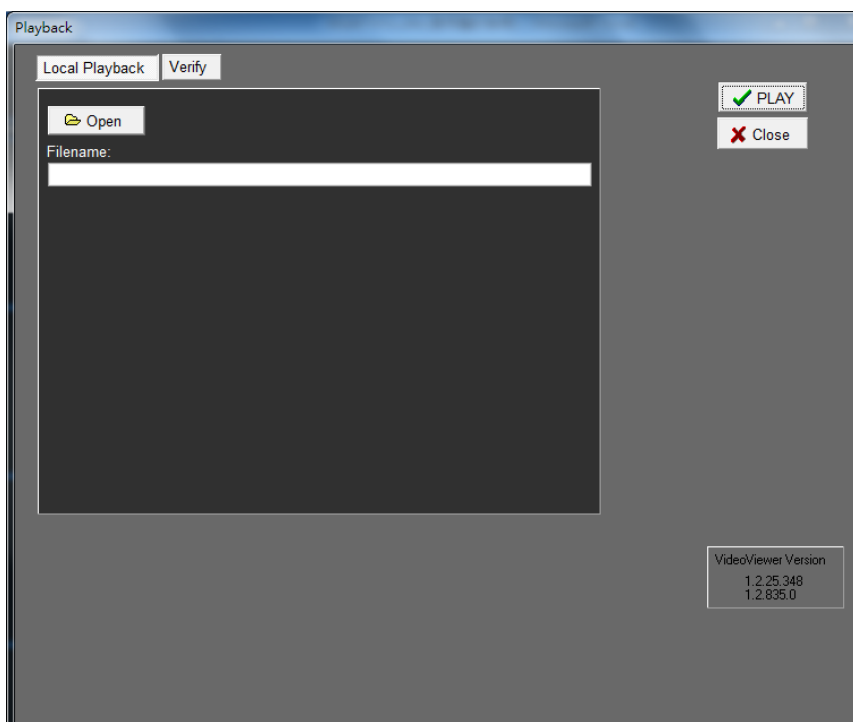 Playback
Local Playback
Verify
Open
Filename:
PLAY
Close
VideoViewer Version
1.2.25.348
1.2.835.0